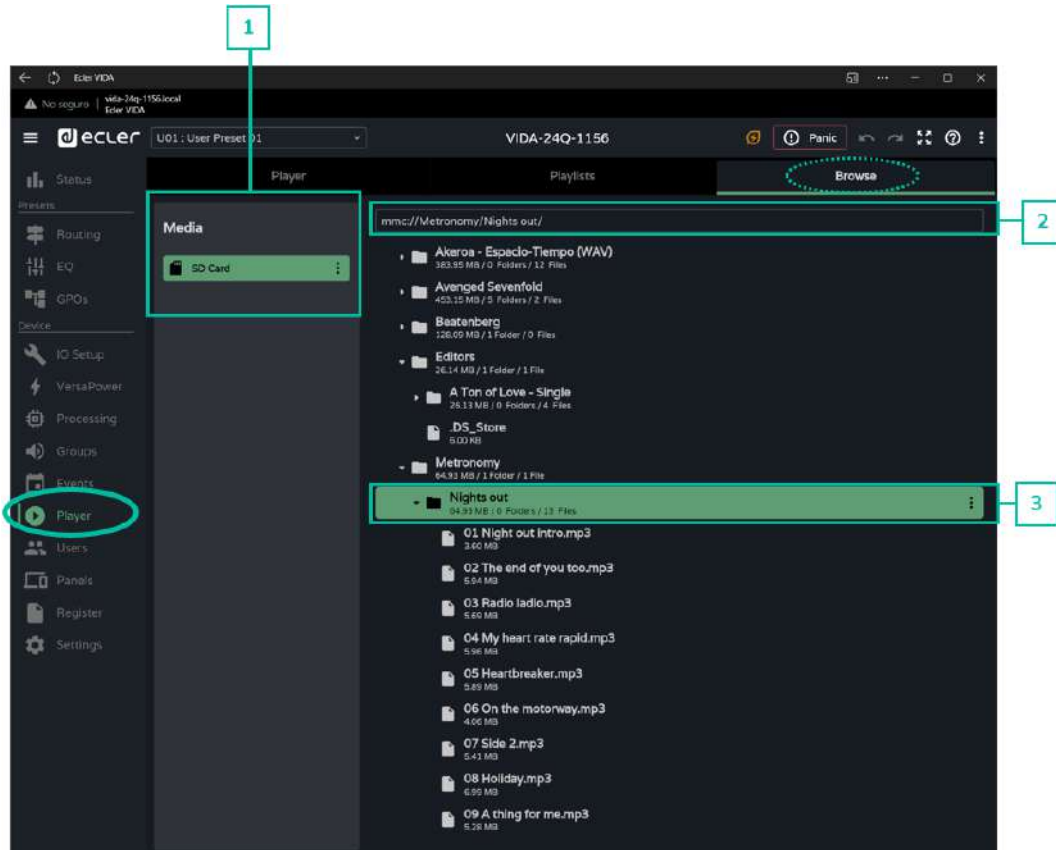 1
Ecler VIDA
No seguro
vida-24q-1156.local
Ecler VIDA
ecler
U01 : User Preset 01
VIDA-24Q-1156
Panic
Status
Presets
Routing
EQ
GPOs
Device
IO Setup
VersaPower
Processing
Groups
Events
Player
Users
Panels
Register
Settings
Player
Playlists
Browse
Media
SD Card
mmc://Metronomy/Nights out/
2
Akeroa - Espacio-Tiempo (WAV)
383.95 MB / 0 Folders / 12 Files
Avenged Sevenfold
453.15 MB / 5 Folders / 2 Files
Beatenberg
128.09 MB / 1 Folder / 0 Files
Editors
26.14 MB / 1 Folder / 1 File
A Ton of Love - Single
26.13 MB / 0 Folders / 4 Files
.DS_Store
6.00 KB
Metronomy
64.93 MB / 1 Folder / 1 File
Nights out
64.93 MB / 0 Folders / 13 Files
3
01 Night out intro.mp3
3.60 MB
02 The end of you too.mp3
5.94 MB
03 Radio ladio.mp3
5.69 MB
04 My heart rate rapid.mp3
5.96 MB
05 Heartbreaker.mp3
5.89 MB
06 On the motorway.mp3
4.06 MB
07 Side 2.mp3
5.41 MB
08 Holiday.mp3
6.99 MB
09 A thing for me.mp3
5.28 MB